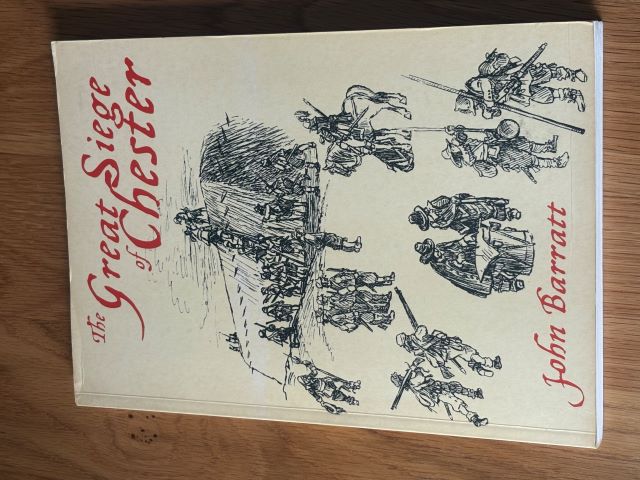 The
Great Siege
of Chester
John Barratt